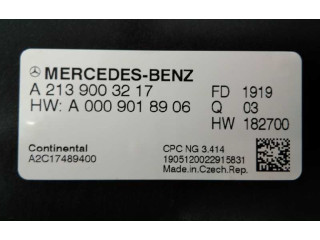 MERCEDES-BENZ
A 213 900 32 17 FD 1919
HW: A 000 901 89 06 Q 03
HW 182700
Continental CPC NG 3.414
A2C17489400 1905120022915831
Made in.Czech.Rep.